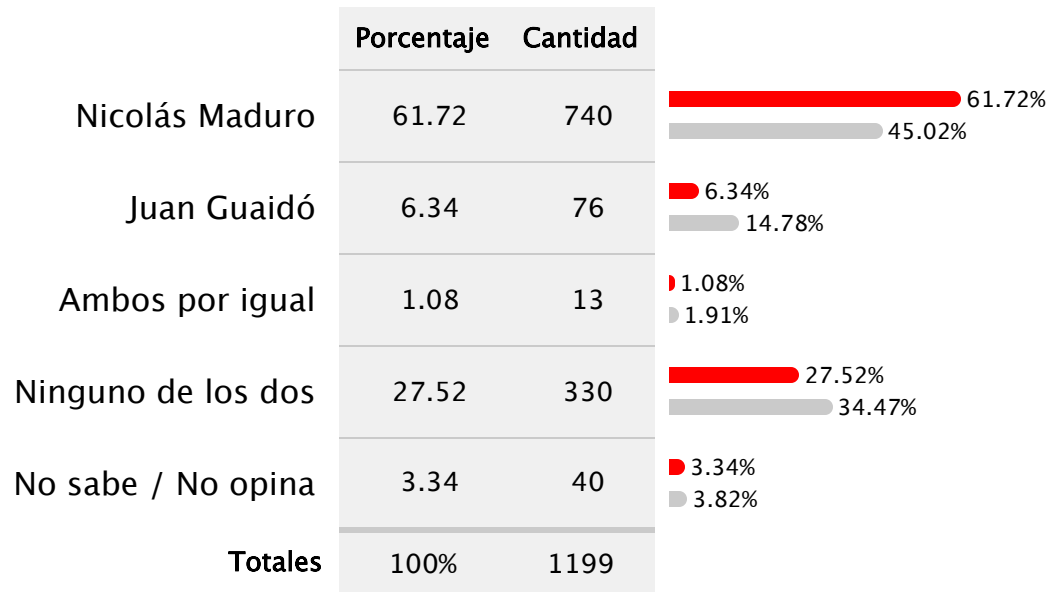 Porcentaje Cantidad
Nicolás Maduro 61.72 740 61.72%
45.02%
Juan Guaidó 6.34 76 6.34%
14.78%
Ambos por igual 1.08 13 1.08%
1.91%
Ninguno de los dos 27.52 330 27.52%
34.47%
No sabe / No opina 3.34 40 3.34%
3.82%
Totales 100% 1199